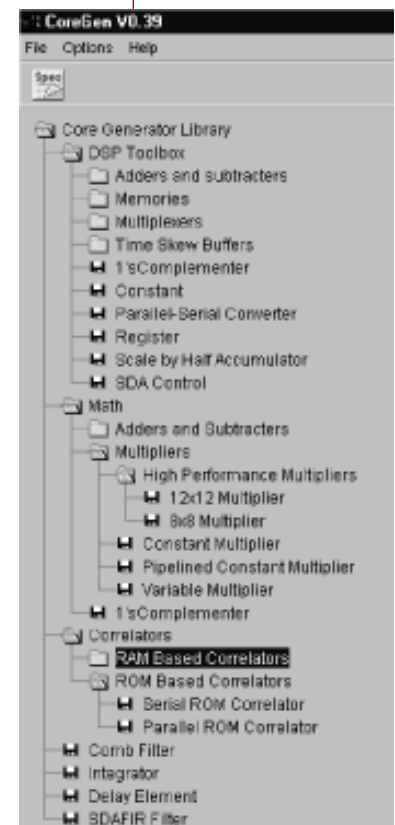 CoreGen V0.39
File Options Help
Spec
Core Generator Library
DSP Toolbox
Adders and subtracters
Memories
Multiplexers
Time Skew Buffers
1'sComplementer
Constant
Parallel-Serial Converter
Register
Scale by Half Accumulator
SDA Control
Math
Adders and Subtracters
Multipliers
High Performance Multipliers
12x12 Multiplier
8x8 Multiplier
Constant Multiplier
Pipelined Constant Multiplier
Variable Multiplier
1'sComplementer
Correlators
RAM Based Correlators
ROM Based Correlators
Serial ROM Correlator
Parallel ROM Correlator
Comb Filter
Integrator
Delay Element
SDAFIR Filter